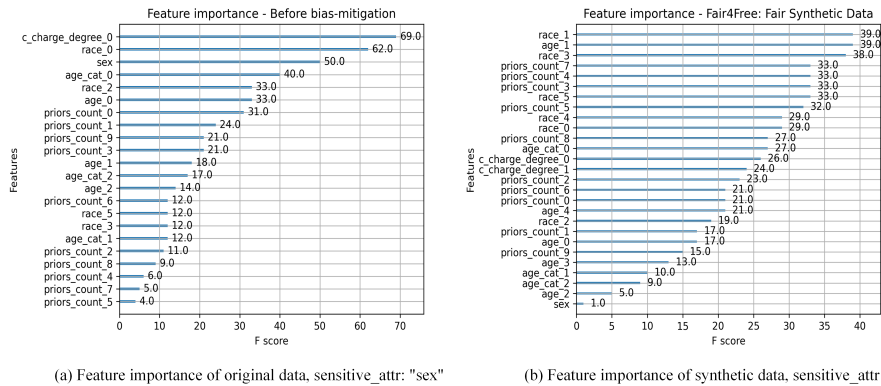 Feature importance - Before bias-mitigation
c_charge_degree_0 69.0
race_0 62.0
sex 50.0
age_cat_0 40.0
race_2 33.0
age_0 33.0
priors_count_0 31.0
priors_count_1 24.0
priors_count_9 21.0
priors_count_3 21.0
age_1 18.0
age_cat_2 17.0
age_2 14.0
priors_count_6 12.0
race_5 12.0
race_3 12.0
age_cat_1 12.0
priors_count_2 11.0
priors_count_8 9.0
priors_count_4 6.0
priors_count_7 5.0
priors_count_5 4.0
0 10 20 30 40 50 60 70
F score
Features
(a) Feature importance of original data, sensitive_attr: "sex"
Feature importance - Fair4Free: Fair Synthetic Data
race_1 39.0
age_1 39.0
race_3 38.0
priors_count_7 33.0
priors_count_4 33.0
priors_count_3 33.0
race_5 33.0
priors_count_5 32.0
race_4 29.0
race_0 29.0
priors_count_8 27.0
age_cat_0 27.0
c_charge_degree_0 26.0
c_charge_degree_1 24.0
priors_count_2 23.0
priors_count_6 21.0
priors_count_0 21.0
age_4 21.0
race_2 19.0
priors_count_1 17.0
age_0 17.0
priors_count_9 15.0
age_3 13.0
age_cat_1 10.0
age_cat_2 9.0
age_2 5.0
sex 1.0
0 5 10 15 20 25 30 35 40
F score
Features
(b) Feature importance of synthetic data, sensitive_attr